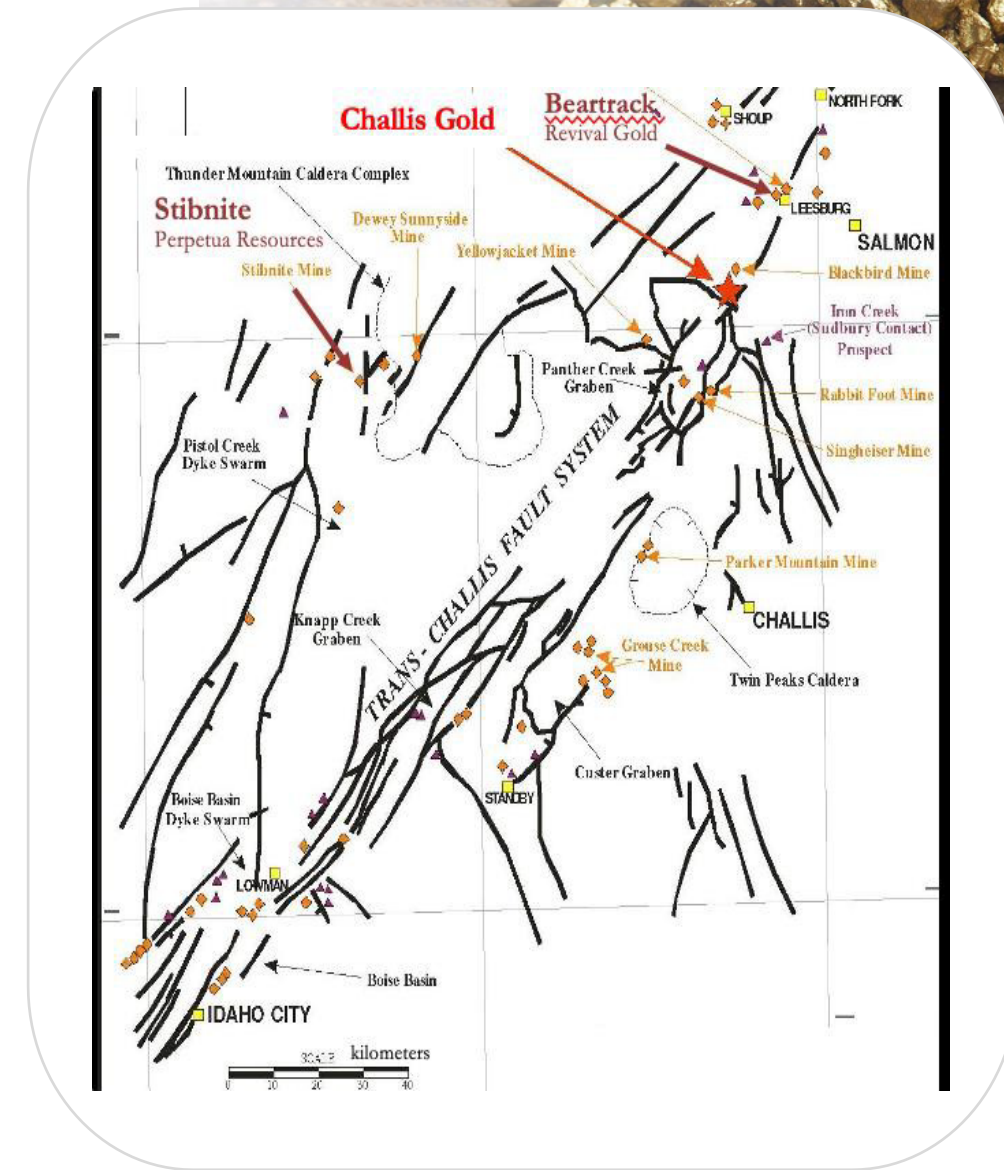 Challis Gold
Beartrack,
Revival Gold
NORTH FORK
SHOUP
Thunder Mountain Caldera Complex
Stibnite
Perpetua Resources
Dewey Sunnyside
Mine
LEESBURG
SALMON
Stibnite Mine
Yellowjacket Mine
Blackbird Mine
Iron Creek
(Sudbury Contact)
Prospect
Panther Creek
Graben
Rabbit Foot Mine
Pistol Creek
Dyke Swarm
Singheiser Mine
TRANS - CHALLIS FAULT SYSTEM
Parker Mountain Mine
CHALLIS
Knapp Creek
Graben
Grouse Creek
Mine
Twin Peaks Caldera
Custer Graben
Boise Basin
Dyke Swarm
LOWMAN
Boise Basin
IDAHO CITY
SCALE kilometers
0 10 20 30 40